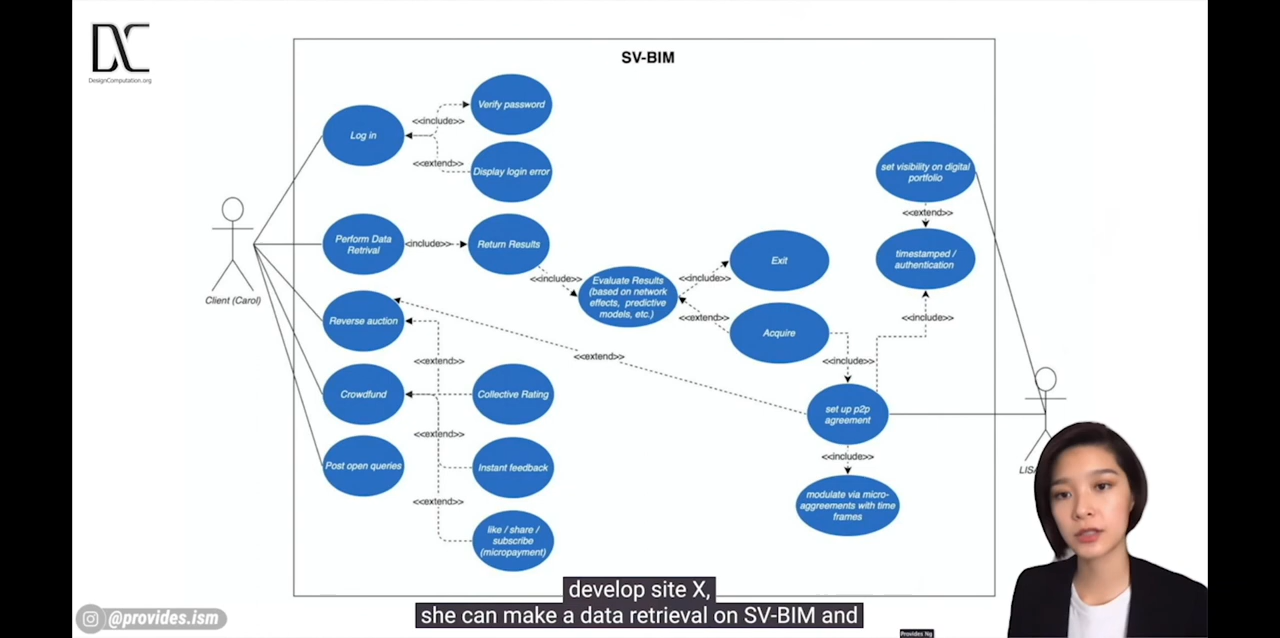 DesignComputation.org
SV-BIM
Log in
<<include>>
Verify password
<<extend>>
Display login error
Client (Carol)
Perform Data
Retrival
<include>>
Return Results
<<include>>
Evaluate Results
(based on network
effects, predictive
models, etc.)
<<include>>
Exit
<<extend>>
Acquire
set visibility on digital
portfolio
<<extend>>
timestamped /
authentication
<<include>>
Reverse auction
<<extend>>
<<extend>>
<<include>>
Crowdfund
Collective Rating
<<extend>>
set up p2p
agreement
<<include>>
Post open queries
Instant feedback
<<extend>>
like / share /
subscribe
(micropayment)
modulate via micro-
aggreements with time
frames
develop site X,
she can make a data retrieval on SV-BIM and
@provides.ism
Provides Ng